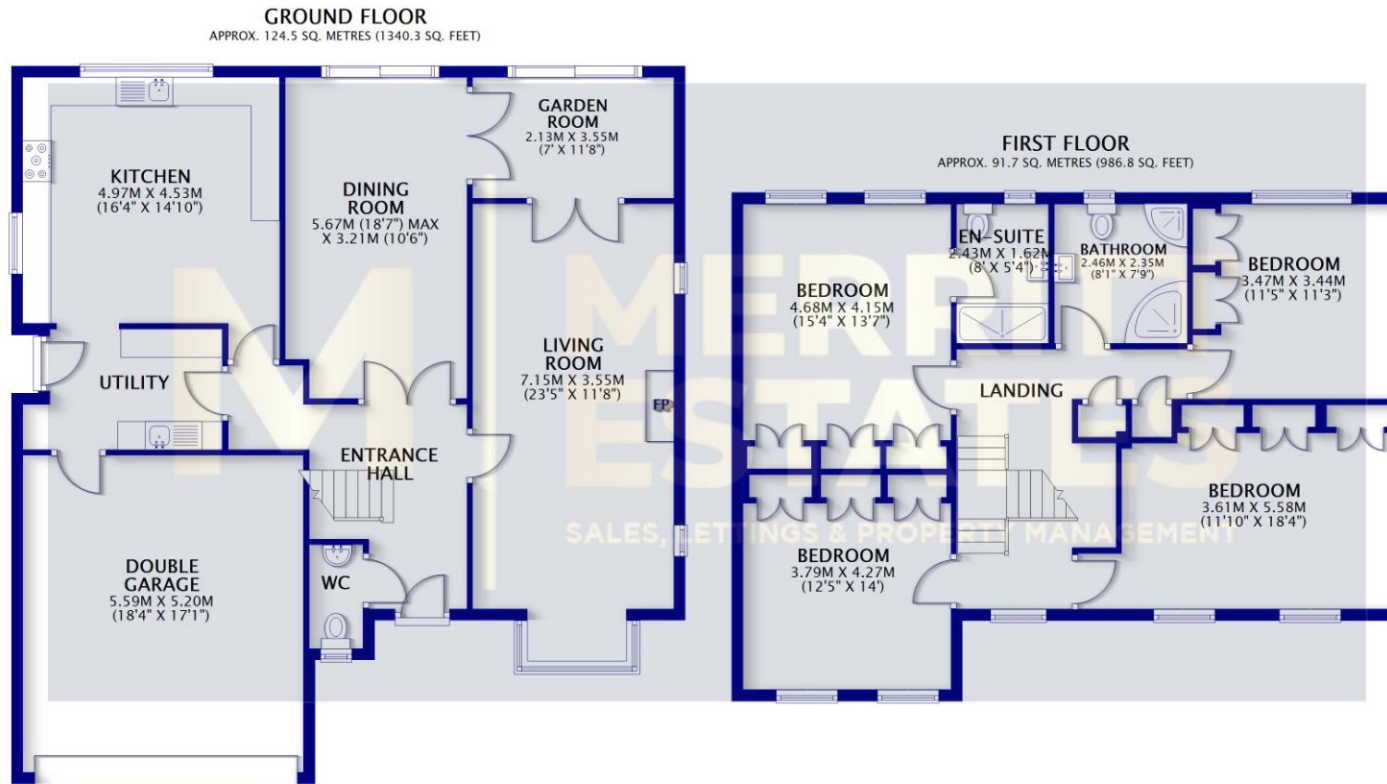 GROUND FLOOR
APPROX. 124.5 SQ. METRES (1340.3 SQ. FEET)
KITCHEN
4.97M X 4.53M
(16'4" X 14'10")
DINING
ROOM
5.67M (18'7") MAX
X 3.21M (10'6")
GARDEN
ROOM
2.13M X 3.55M
(7' X 11'8")
LIVING
ROOM
7.15M X 3.55M
(23'5" X 11'8")
FP
UTILITY
ENTRANCE
HALL
WC
DOUBLE
GARAGE
5.59M X 5.20M
(18'4" X 17'1")
FIRST FLOOR
APPROX. 91.7 SQ. METRES (986.8 SQ. FEET)
BEDROOM
4.68M X 4.15M
(15'4" X 13'7")
EN-SUITE
2.43M X 1.62M
(8' X 5'4")
BATHROOM
2.46M X 2.35M
(8'1" X 7'9")
BEDROOM
3.47M X 3.44M
(11'5" X 11'3")
LANDING
BEDROOM
3.61M X 5.58M
(11'10" X 18'4")
BEDROOM
3.79M X 4.27M
(12'5" X 14')
M
MERRITT
ESTATES
SALES, LETTINGS & PROPERTY MANAGEMENT